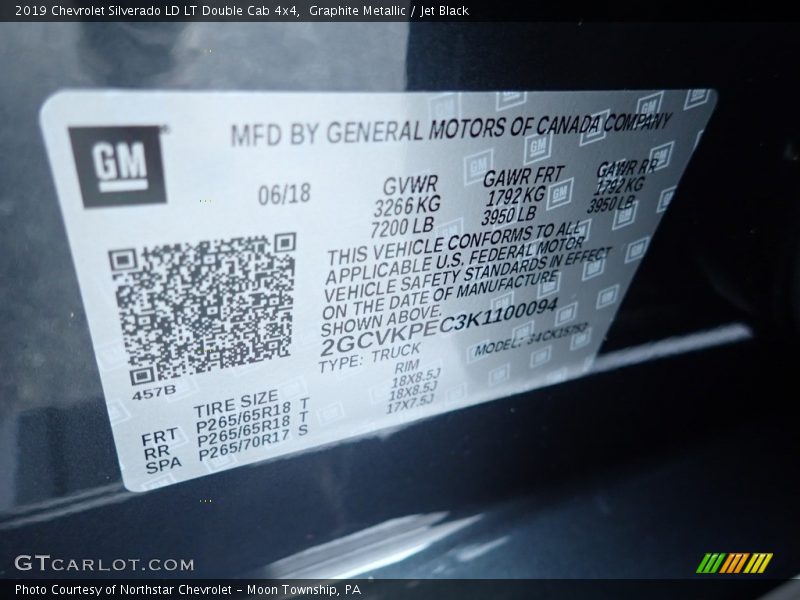 2019 Chevrolet Silverado LD LT Double Cab 4x4, Graphite Metallic / Jet Black
GM
MFD BY GENERAL MOTORS OF CANADA COMPANY
06/18
GVWR
3266 KG
7200 LB
GAWR FRT
1792 KG
3950 LB
GAWR RR
1792 KG
3950 LB
THIS VEHICLE CONFORMS TO ALL
APPLICABLE U.S. FEDERAL MOTOR
VEHICLE SAFETY STANDARDS IN EFFECT
ON THE DATE OF MANUFACTURE
SHOWN ABOVE.
2GCVKPEC3K1100094
TYPE: TRUCK
MODEL: 34CK15753
457B
TIRE SIZE
RIM
FRT P265/65R18 T 18X8.5J
RR P265/65R18 T 18X8.5J
SPA P265/70R17 S 17X7.5J
GTCARLOT.COM
Photo Courtesy of Northstar Chevrolet - Moon Township, PA